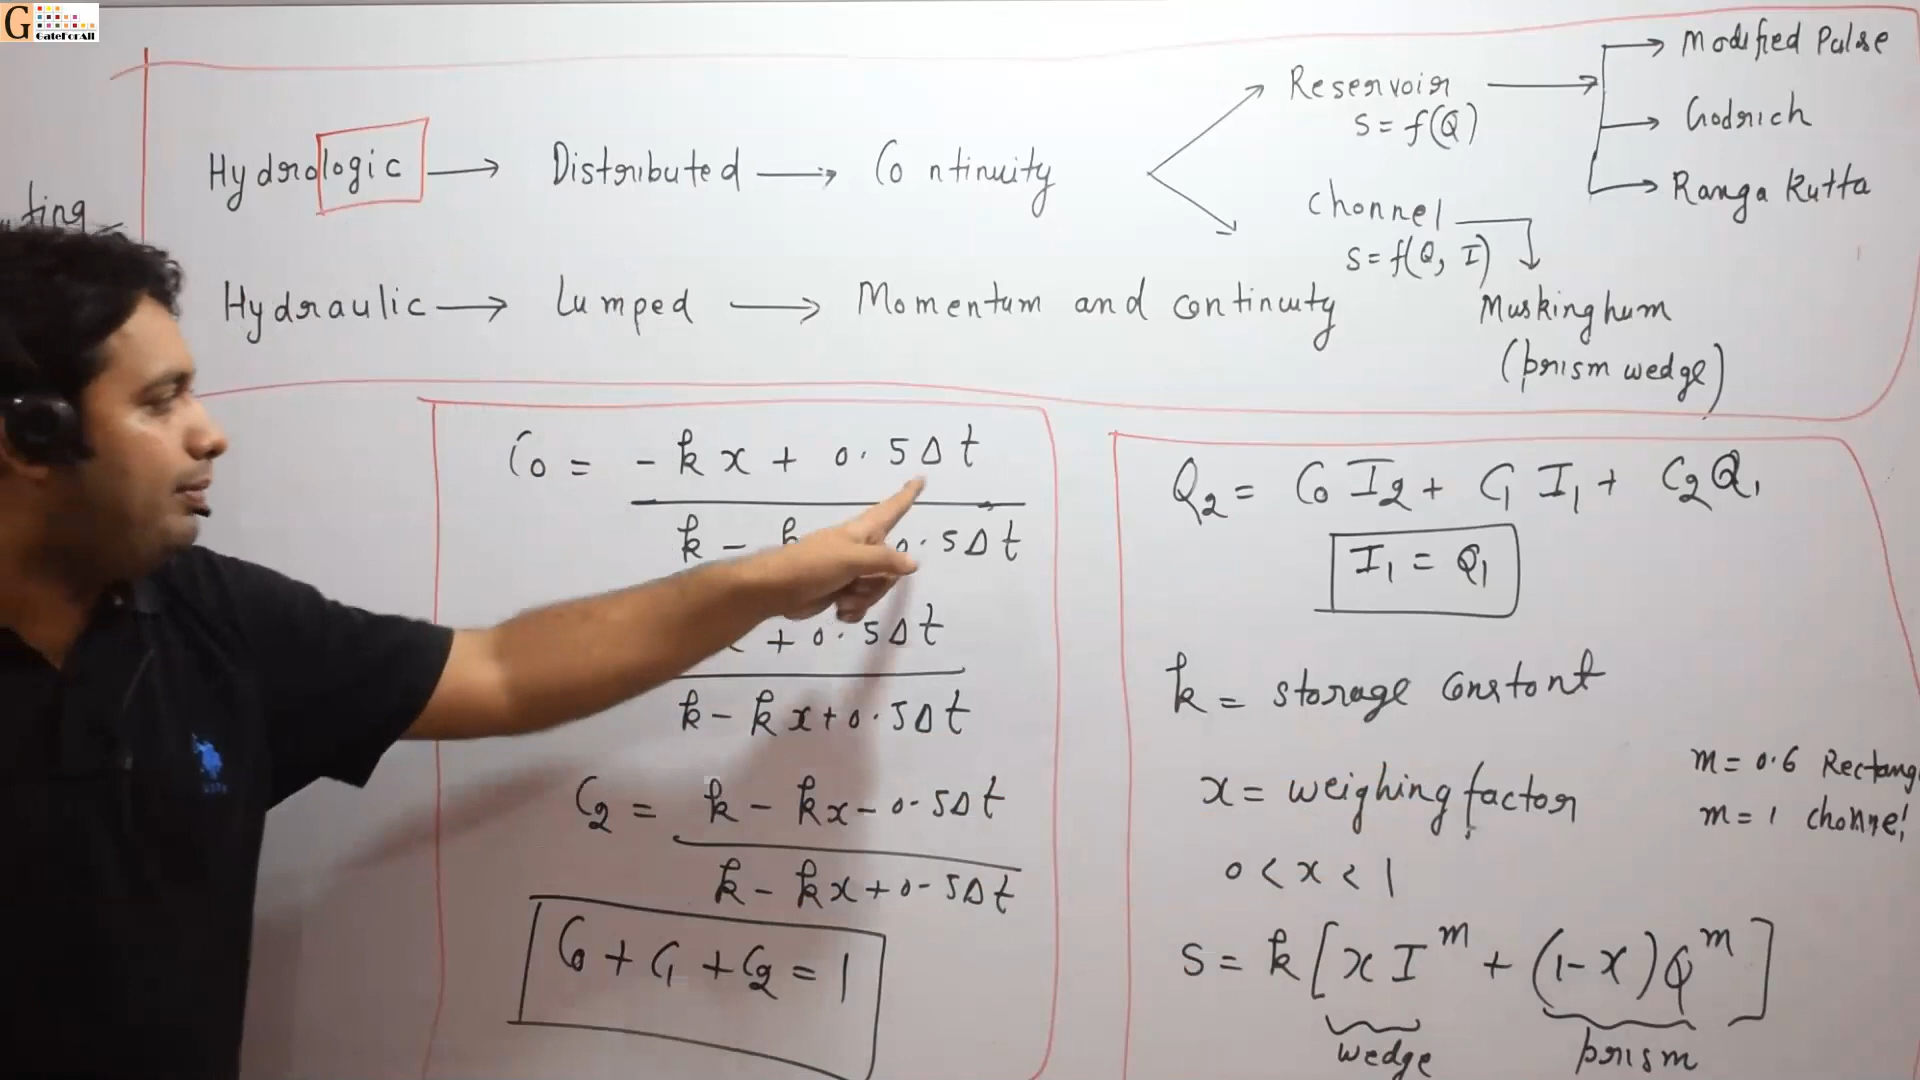 G
GateForAll
Modified Pulse
Reservoir
S = f(Q)
Godrich
Ranga Kutta
Hydrologic → Distributed → Continuity
Channel
S = f(Q, I)
Muskinghum
(prism wedge)
Hydraulic → Lumped → Momentum and continuity
C0 = -kx + 0.5Δt
k - 0.5Δt
+ 0.5Δt
k - kx + 0.5Δt
C2 = k - kx - 0.5Δt
k - kx + 0.5Δt
C0 + C1 + C2 = 1
Q2 = C0 I2 + C1 I1 + C2 Q1
I1 = Q1
k = storage constant
x = weighing factor
0 < x < 1
m = 0.6 Rectang
m = 1 channel
S = k[x I^m + (1-x)Q^m]
wedge
prism